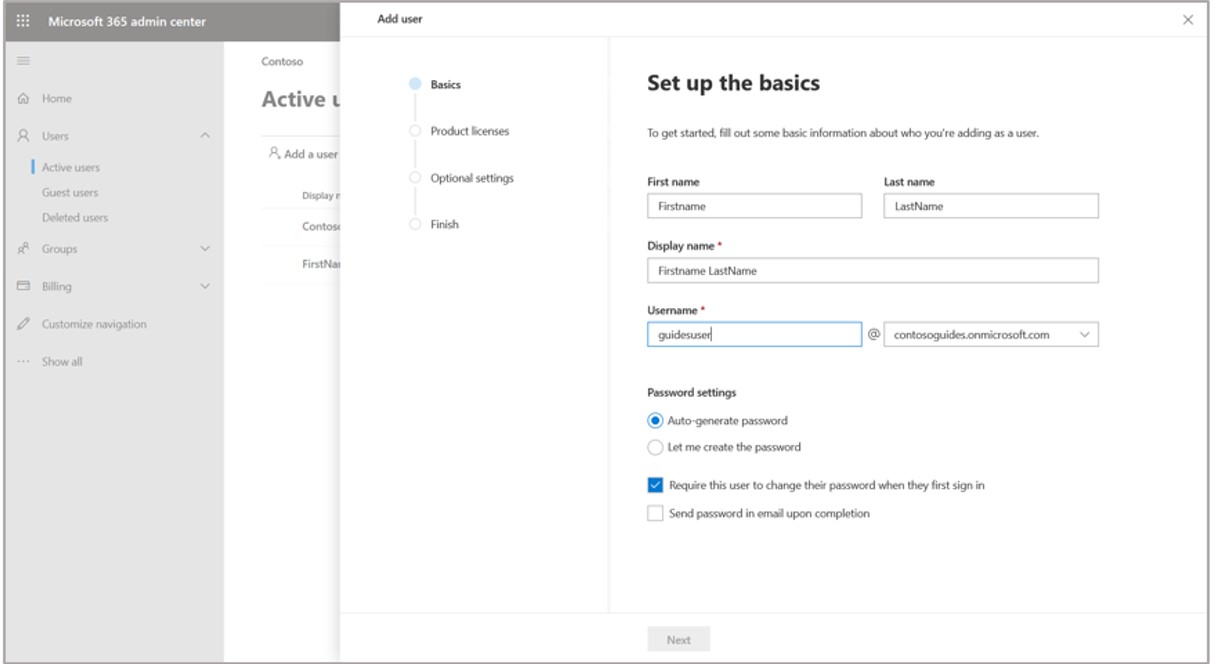 Microsoft 365 admin center
Add user
Home
Users
Active users
Guest users
Deleted users
Groups
Billing
Customize navigation
Show all
Contoso
Active u
Add a user
Display n
Contoso
FirstNa
Basics
Product licenses
Optional settings
Finish
Set up the basics
To get started, fill out some basic information about who you're adding as a user.
First name Last name
Firstname LastName
Display name *
Firstname LastName
Username *
guidesuser @ contosoguides.onmicrosoft.com
Password settings
Auto-generate password
Let me create the password
Require this user to change their password when they first sign in
Send password in email upon completion
Next